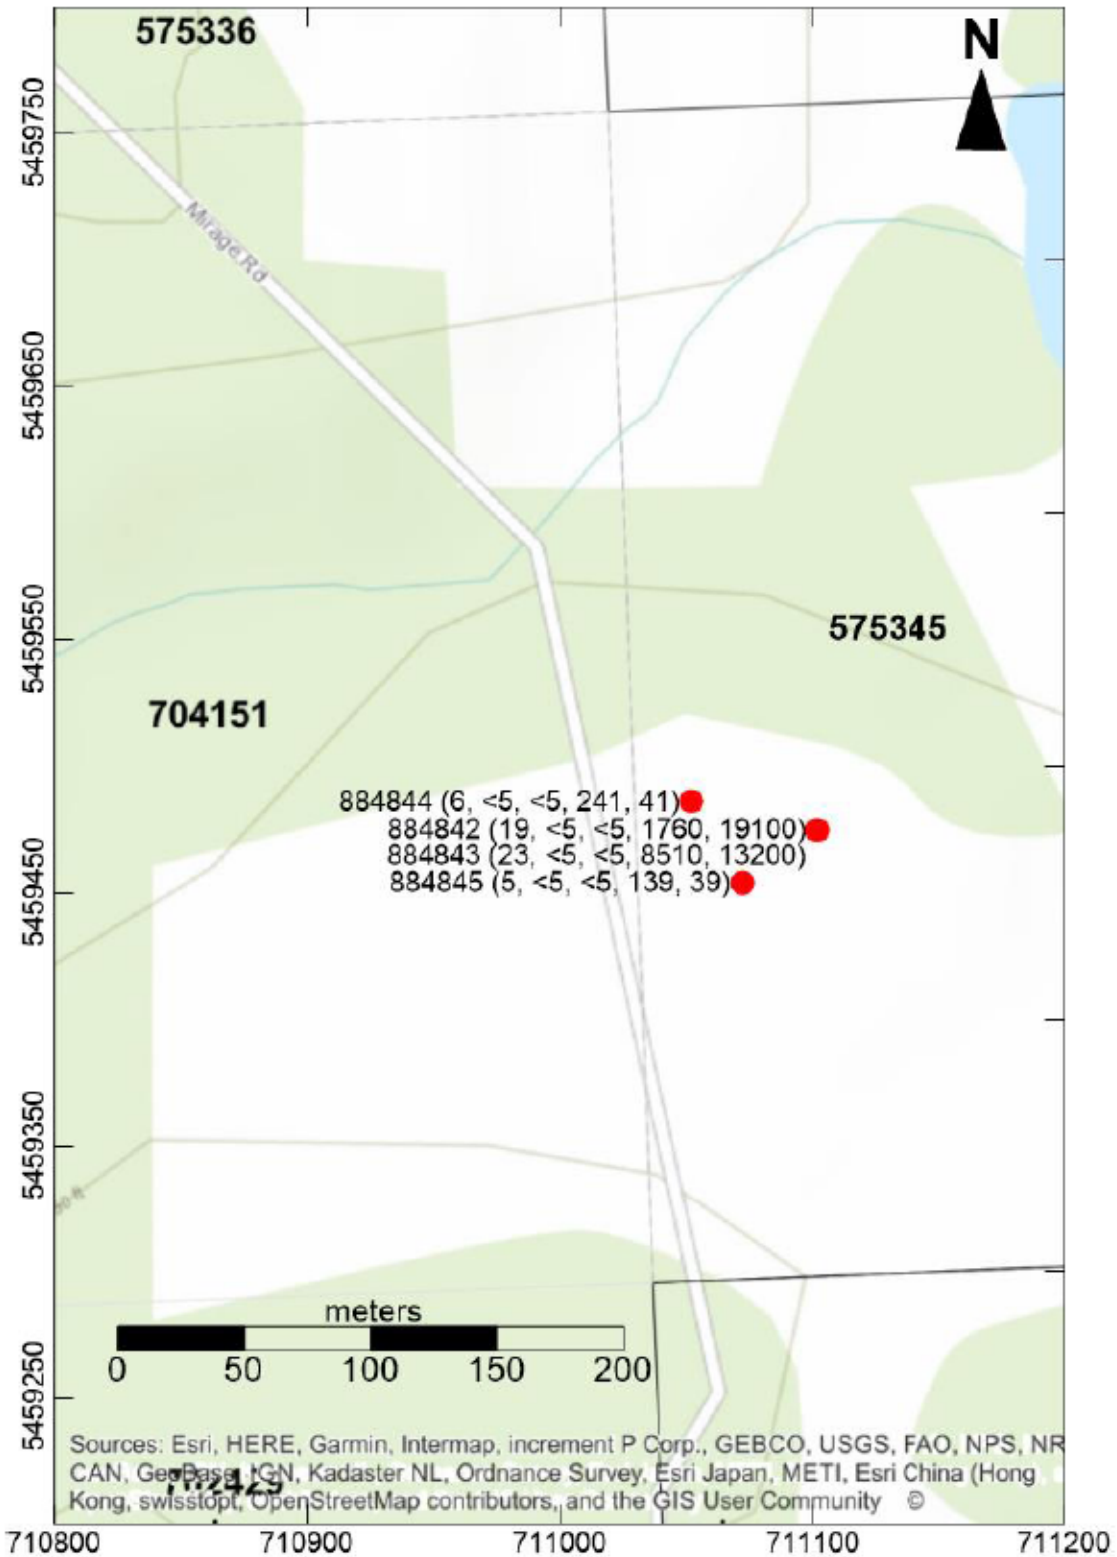 575336
N
5459750
Mirage Rd
5459650
5459550
575345
704151
884844 (6, <5, <5, 241, 41)
884842 (19, <5, <5, 1760, 19100)
884843 (23, <5, <5, 8510, 13200)
5459450
884845 (5, <5, <5, 139, 39)
5459350
meters
0 50 100 150 200
5459250
Sources: Esri, HERE, Garmin, Intermap, increment P Corp., GEBCO, USGS, FAO, NPS, NR
CAN, GeoBase, IGN, Kadaster NL, Ordnance Survey, Esri Japan, METI, Esri China (Hong
Kong, swisstopt, OpenStreetMap contributors, and the GIS User Community ©
710800 710900 711000 711100 711200